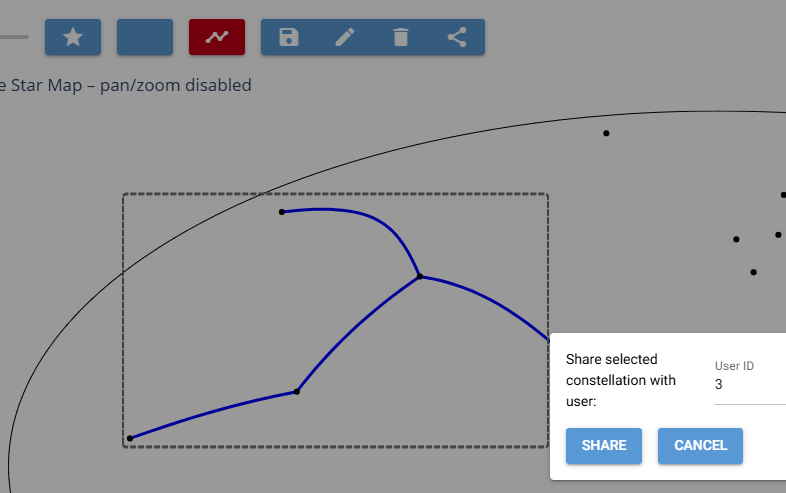 e Star Map – pan/zoom disabled
Share selected
constellation with
user:
User ID
3
SHARE
CANCEL